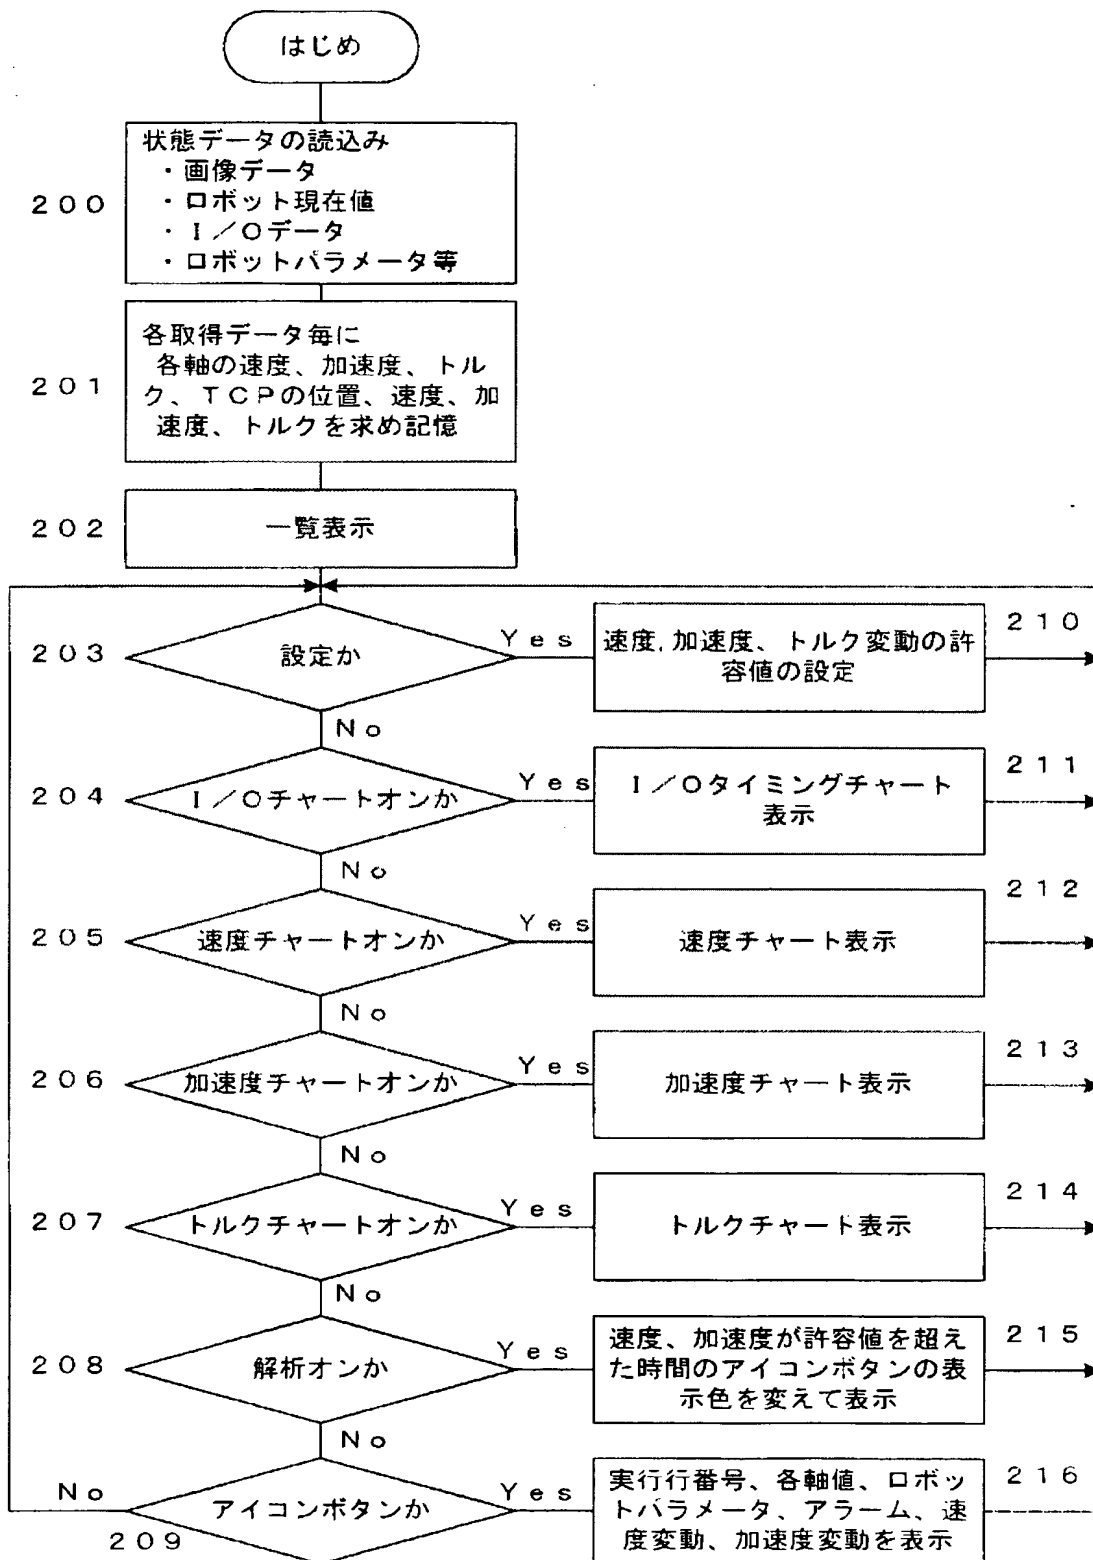 はじめ
状態データの読込み
・画像データ
・ロボット現在値
・I／Oデータ
・ロボットパラメータ等
200
各取得データ毎に
各軸の速度、加速度、トル
ク、TCPの位置、速度、加
速度、トルクを求め記憶
201
一覧表示
202
設定か
203
Yes
速度,加速度、トルク変動の許
容値の設定
210
No
I／Oチャートオンか
204
Yes
I／Oタイミングチャート
表示
211
No
速度チャートオンか
205
Yes
速度チャート表示
212
No
加速度チャートオンか
206
Yes
加速度チャート表示
213
No
トルクチャートオンか
207
Yes
トルクチャート表示
214
No
解析オンか
208
Yes
速度、加速度が許容値を超え
た時間のアイコンボタンの表
示色を変えて表示
215
No
アイコンボタンか
209
No
Yes
実行行番号、各軸値、ロボッ
トパラメータ、アラーム、速
度変動、加速度変動を表示
216